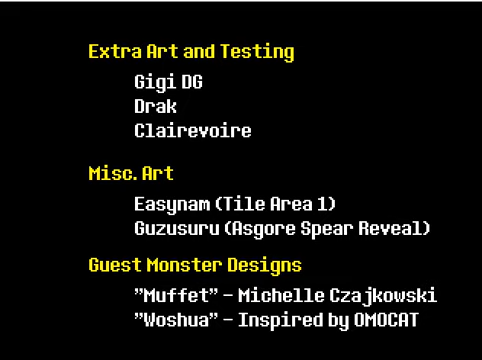 Extra Art and Testing
Gigi DG
Drak
Clairevoire
Misc. Art
Easynam (Tile Area 1)
Guzusuru (Asgore Spear Reveal)
Guest Monster Designs
"Muffet" - Michelle Czajkowski
"Woshua" - Inspired by OMOCAT